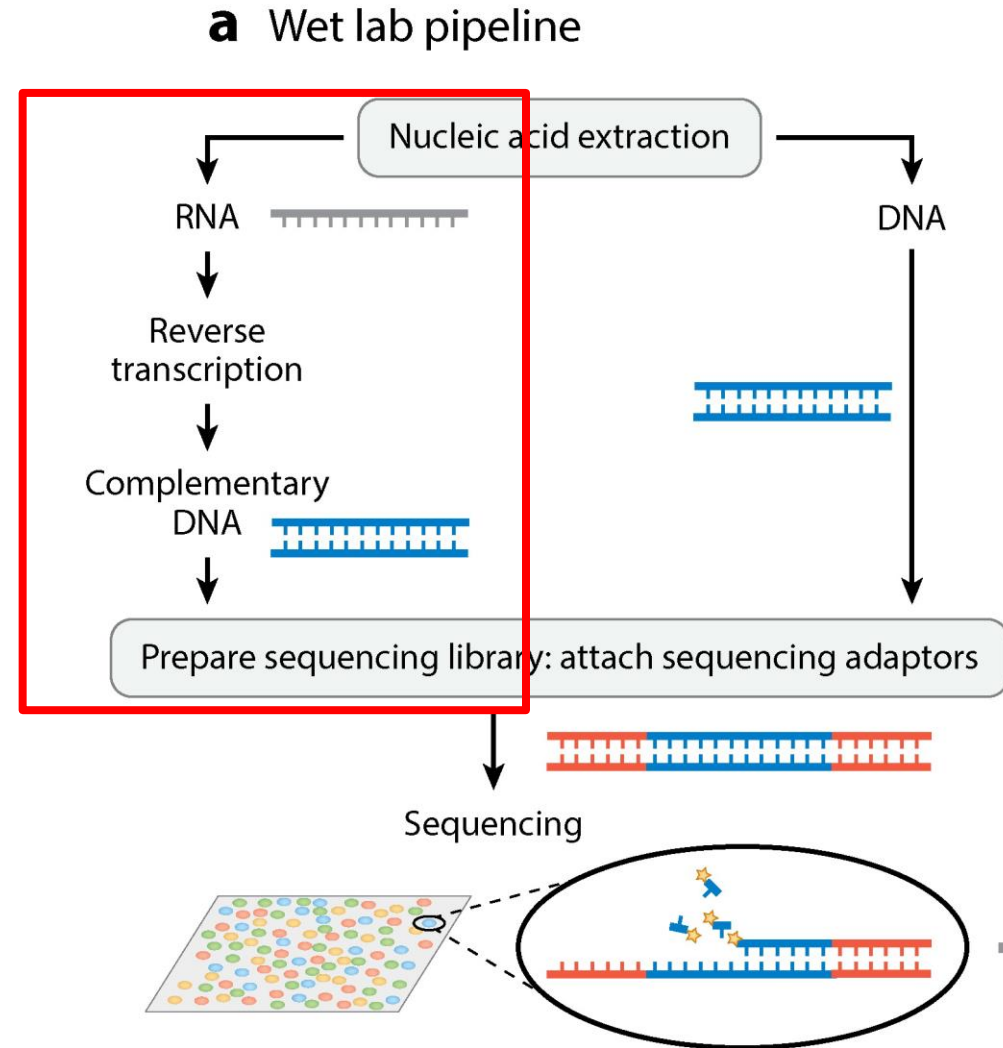 a Wet lab pipeline
Nucleic acid extraction
RNA
DNA
Reverse
transcription
Complementary
DNA
Prepare sequencing library: attach sequencing adaptors
Sequencing